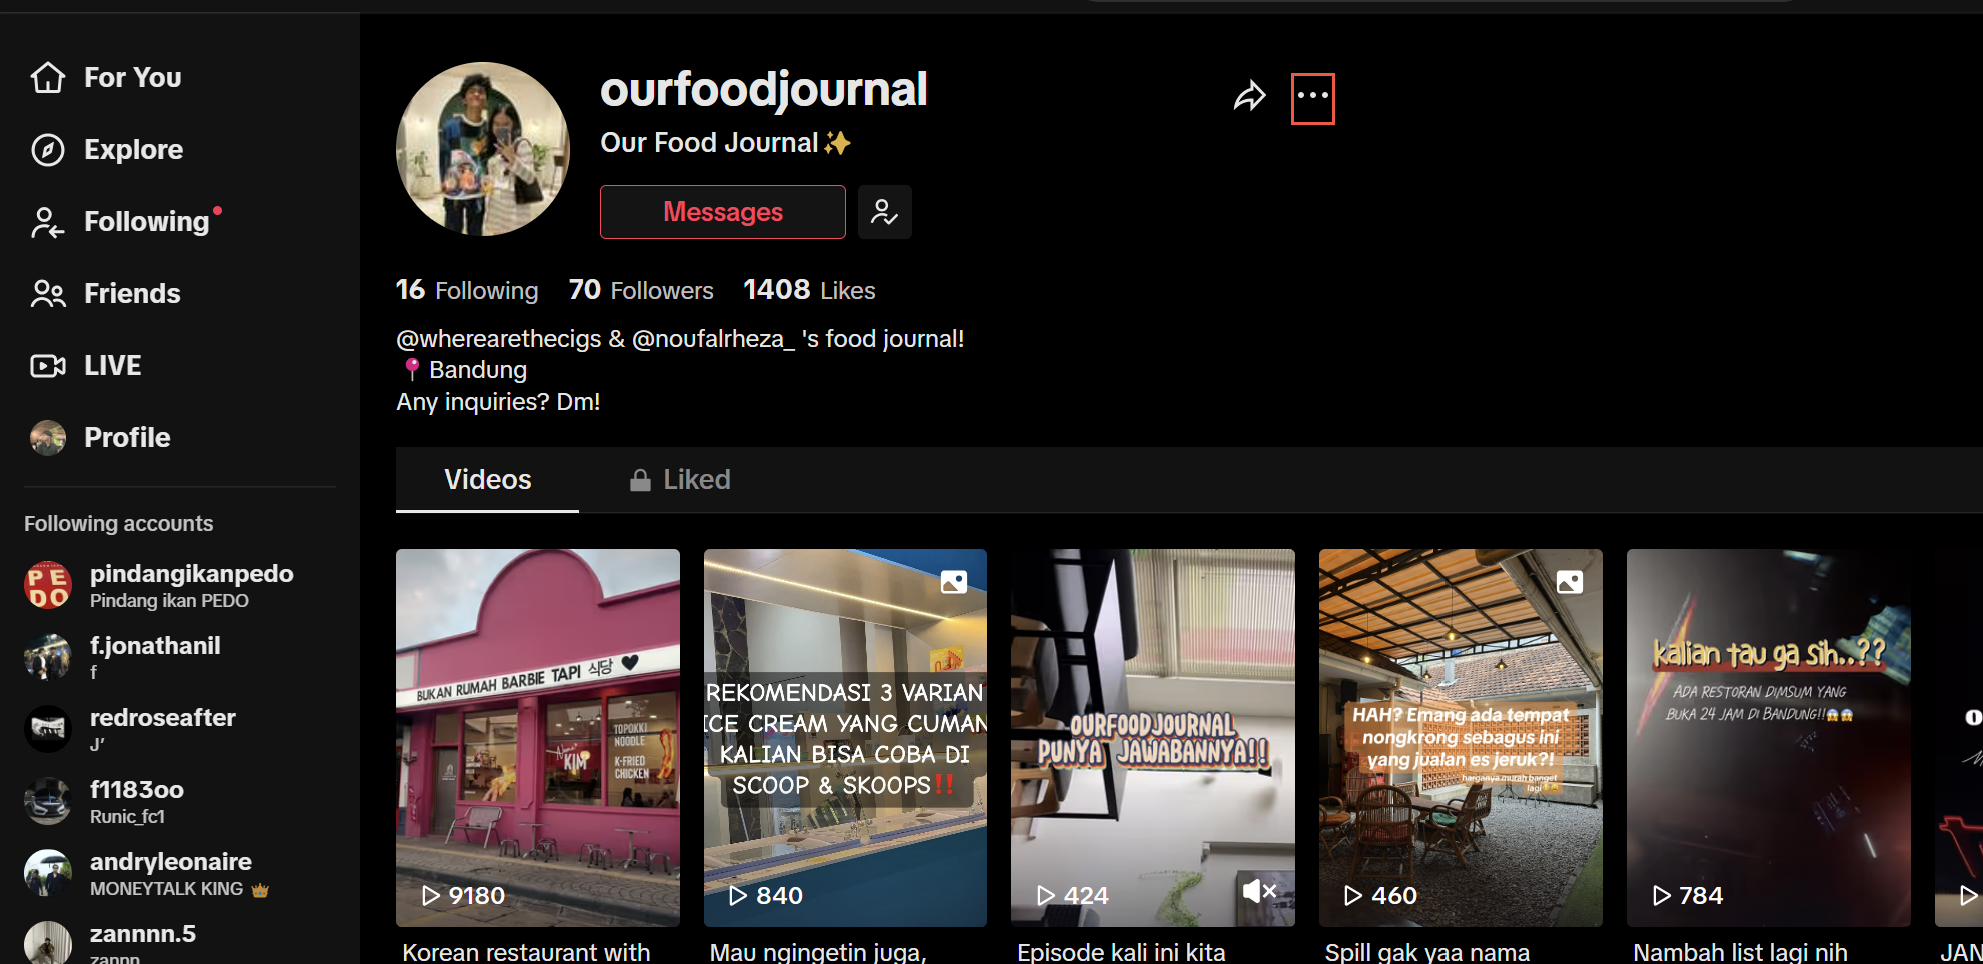 For You
Explore
Following
Friends
LIVE
Profile
Following accounts
pindangikanpedo
Pindang ikan PEDO
f.jonathanil
f
redroseafter
J'
f1183oo
Runic_fc1
andryleonaire
MONEYTALK KING 👑
zannnn.5
zannn
PE
DO
ourfoodjournal
Our Food Journal✨
Messages
16 Following 70 Followers 1408 Likes
@wherearethecigs & @noufalrheza_ 's food journal!
📍 Bandung
Any inquiries? Dm!
Videos
Liked
BUKAN RUMAH BARBIE TAPI 식당 🖤
KIM
TOPOKKI
NOODLE
K-FRIED
CHICKEN
9180
Korean restaurant with
REKOMENDASI 3 VARIAN
ICE CREAM YANG CUMAN
KALIAN BISA COBA DI
SCOOP & SKOOPS‼️
840
Mau ngingetin juga,
OURFOODJOURNAL
PUNYA JAWABANNYA!!
424
Episode kali ini kita
HAH? Emang ada tempat
nongkrong sebagus ini
yang jualan es jeruk?!
harganya murah banget
lagi
460
Spill gak yaa nama
kalian tau ga sih..??
ADA RESTORAN DIMSUM YANG
BUKA 24 JAM DI BANDUNG!!😱😱
784
Nambah list lagi nih
JAN